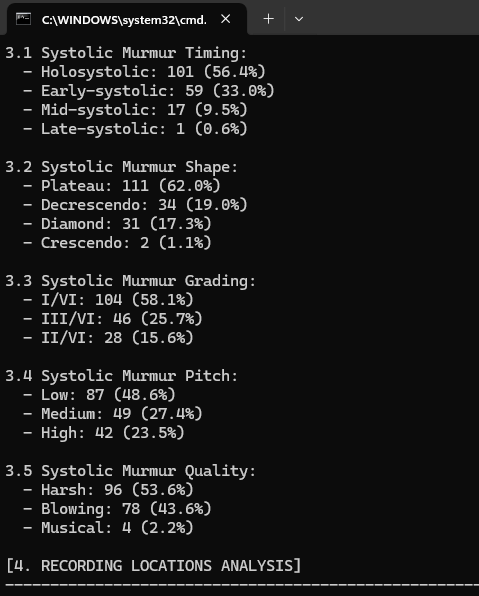 C:\WINDOWS\system32\cmd.
3.1 Systolic Murmur Timing:
- Holosystolic: 101 (56.4%)
- Early-systolic: 59 (33.0%)
- Mid-systolic: 17 (9.5%)
- Late-systolic: 1 (0.6%)
3.2 Systolic Murmur Shape:
- Plateau: 111 (62.0%)
- Decrescendo: 34 (19.0%)
- Diamond: 31 (17.3%)
- Crescendo: 2 (1.1%)
3.3 Systolic Murmur Grading:
- I/VI: 104 (58.1%)
- III/VI: 46 (25.7%)
- II/VI: 28 (15.6%)
3.4 Systolic Murmur Pitch:
- Low: 87 (48.6%)
- Medium: 49 (27.4%)
- High: 42 (23.5%)
3.5 Systolic Murmur Quality:
- Harsh: 96 (53.6%)
- Blowing: 78 (43.6%)
- Musical: 4 (2.2%)
[4. RECORDING LOCATIONS ANALYSIS]